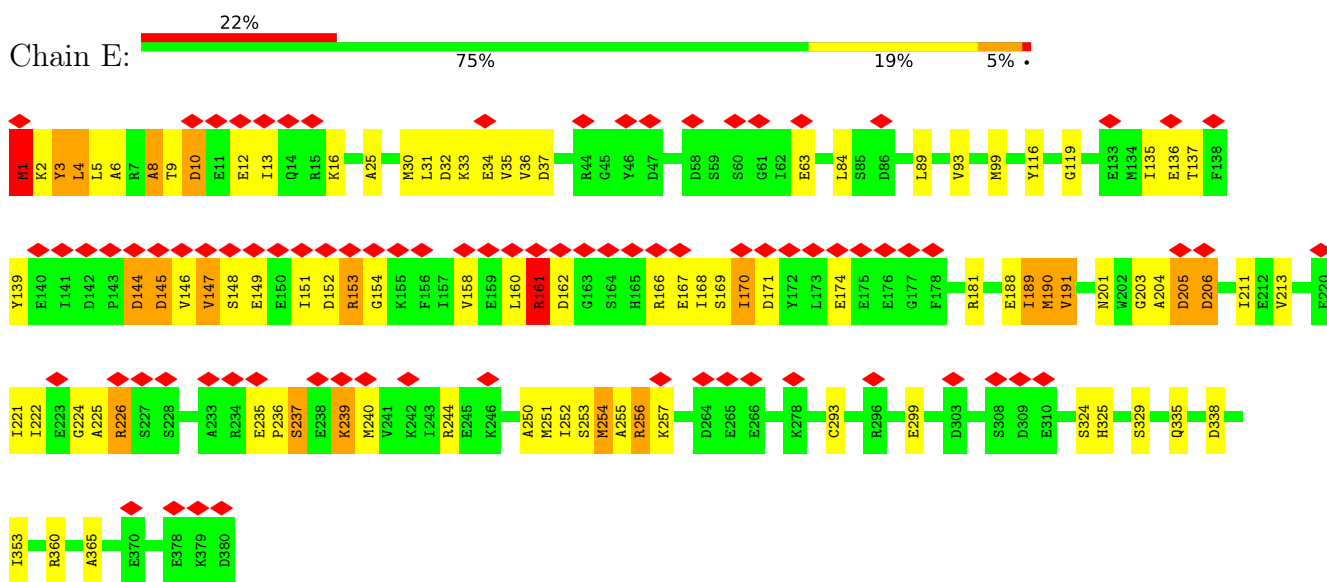 22%
Chain E:
75% 19% 5% •
M1 K2 Y3 L4 L5 A6 R7 A8 T9 D10 E11 E12 I13 Q14 R15 K16 A25 M30 L31 D32 K33 E34 V35 V36 D37 R44 G45 Y46 D47 D58 S59 S60 G61 I62 E63 L84 S85 D86 L89 V93 M99 Y116 G119 E133 M134 I135 E136 T137 F138
Y139 E140 I141 D142 P143 D144 D145 V146 V147 S148 E149 E150 I151 D152 R153 G154 K155 F156 I157 V158 E159 L160 R161 D162 G163 S164 H165 R166 E167 I168 S169 I170 D171 Y172 L173 E174 E175 E176 G177 F178 R181 E188 I189 M190 V191 N201 W202 G203 A204 D205 D206 I211 E212 V213 E220
I221 I222 E223 G224 A225 R226 S227 S228 A233 R234 E235 P236 S237 E238 K239 M240 V241 K242 I243 R244 E245 K246 A250 M251 I252 S253 M254 A255 R256 K257 D264 E265 E266 K278 C293 R296 E299 D303 S308 D309 E310 S324 H325 S329 Q335 D338
I353 R360 A365 E370 E378 K379 D380